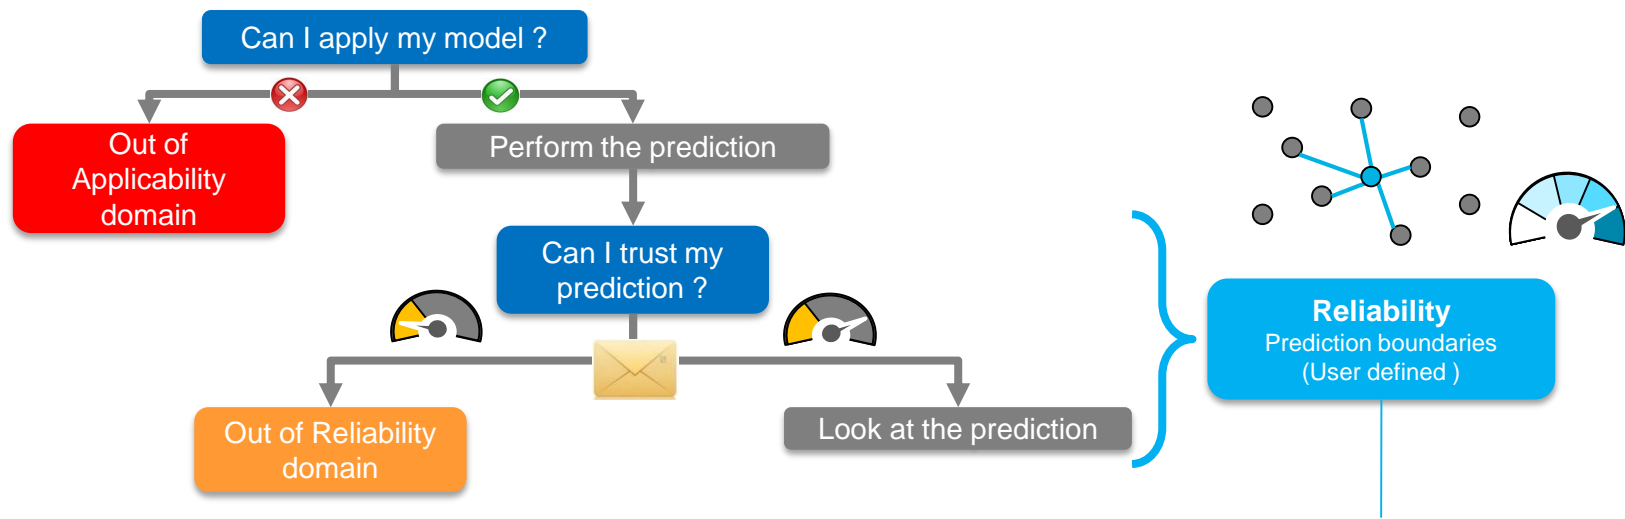 Can I apply my model ?
Out of
Applicability
domain
Perform the prediction
Can I trust my
prediction ?
Out of Reliability
domain
Look at the prediction
Reliability
Prediction boundaries
(User defined )